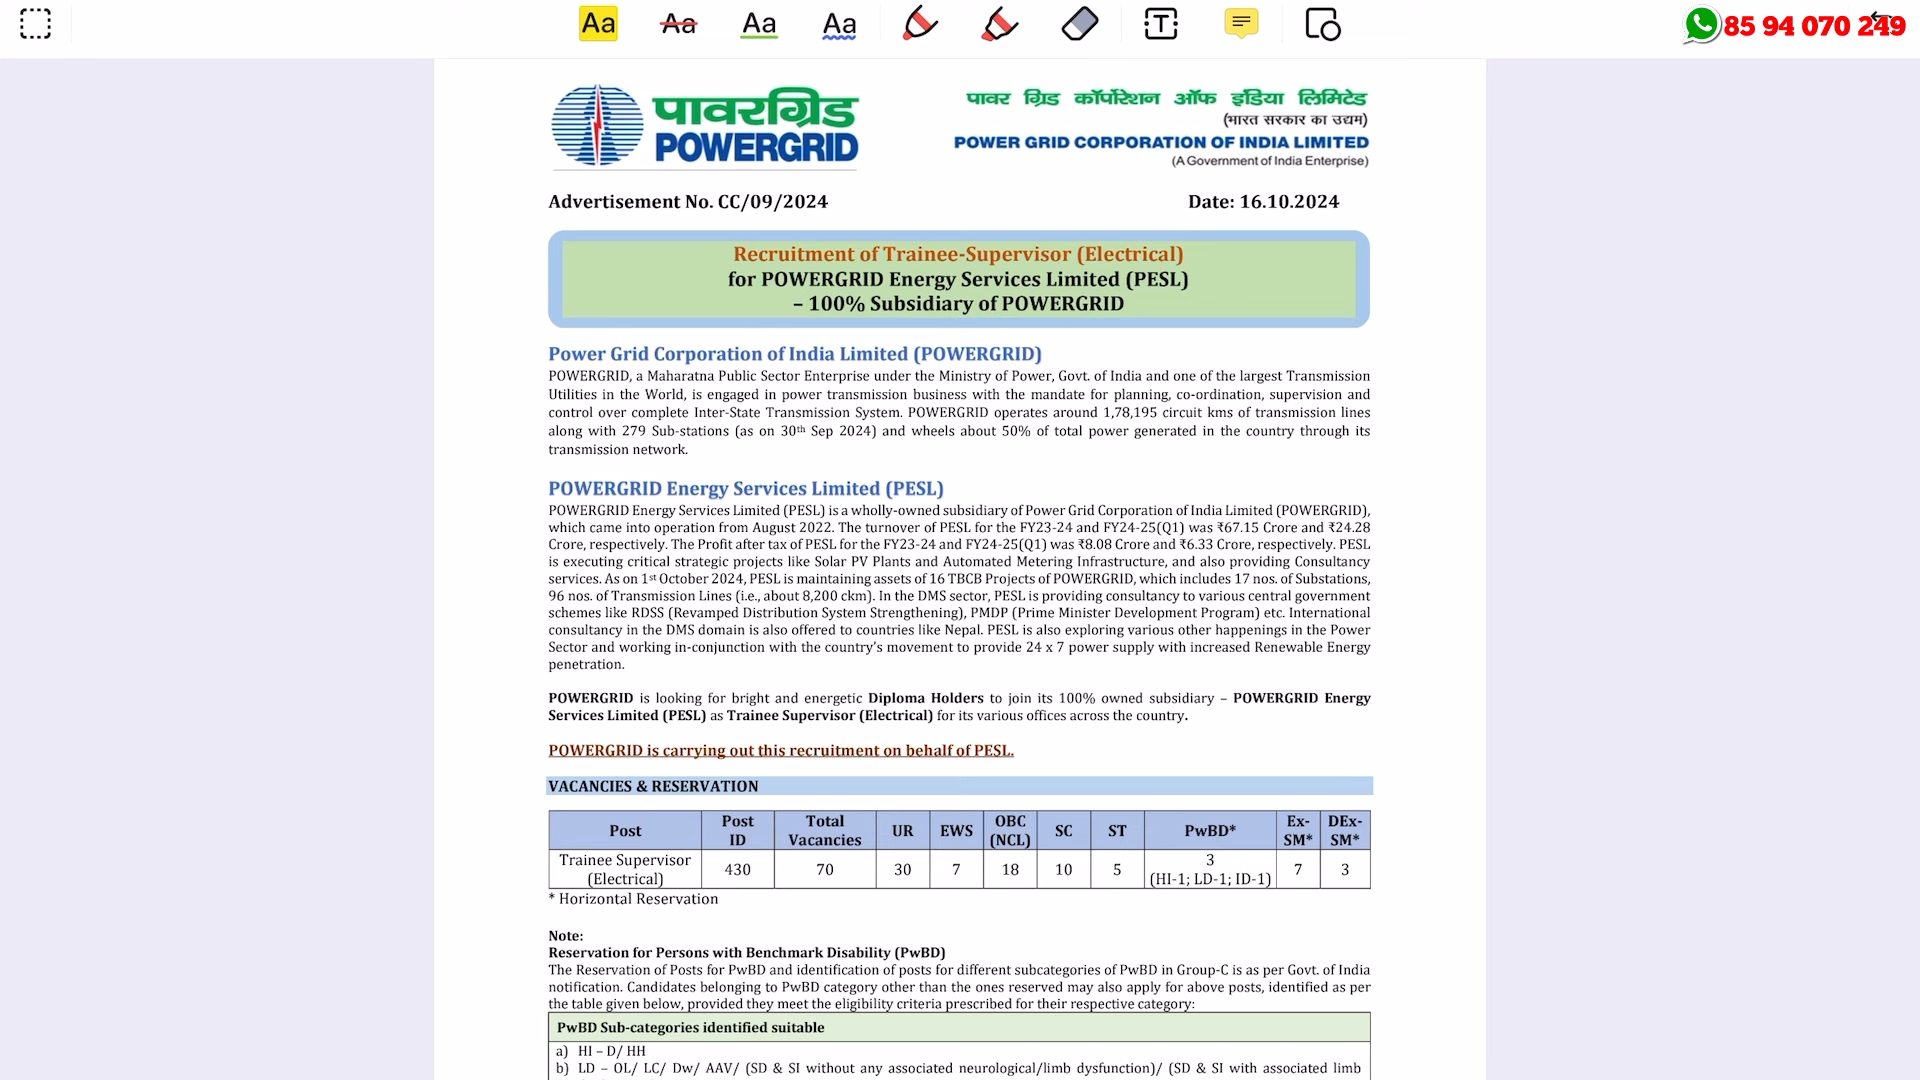 Aa Aa Aa Aa T
85 94 070 249
पावरग्रिड
POWERGRID
पावर ग्रिड कॉर्पोरेशन ऑफ इंडिया लिमिटेड
(भारत सरकार का उद्यम)
POWER GRID CORPORATION OF INDIA LIMITED
(A Government of India Enterprise)
Advertisement No. CC/09/2024 Date: 16.10.2024
Recruitment of Trainee-Supervisor (Electrical)
for POWERGRID Energy Services Limited (PESL)
– 100% Subsidiary of POWERGRID
Power Grid Corporation of India Limited (POWERGRID)
POWERGRID, a Maharatna Public Sector Enterprise under the Ministry of Power, Govt. of India and one of the largest Transmission
Utilities in the World, is engaged in power transmission business with the mandate for planning, co-ordination, supervision and
control over complete Inter-State Transmission System. POWERGRID operates around 1,78,195 circuit kms of transmission lines
along with 279 Sub-stations (as on 30th Sep 2024) and wheels about 50% of total power generated in the country through its
transmission network.
POWERGRID Energy Services Limited (PESL)
POWERGRID Energy Services Limited (PESL) is a wholly-owned subsidiary of Power Grid Corporation of India Limited (POWERGRID),
which came into operation from August 2022. The turnover of PESL for the FY23-24 and FY24-25(Q1) was ₹67.15 Crore and ₹24.28
Crore, respectively. The Profit after tax of PESL for the FY23-24 and FY24-25(Q1) was ₹8.08 Crore and ₹6.33 Crore, respectively. PESL
is executing critical strategic projects like Solar PV Plants and Automated Metering Infrastructure, and also providing Consultancy
services. As on 1st October 2024, PESL is maintaining assets of 16 TBCB Projects of POWERGRID, which includes 17 nos. of Substations,
96 nos. of Transmission Lines (i.e., about 8,200 ckm). In the DMS sector, PESL is providing consultancy to various central government
schemes like RDSS (Revamped Distribution System Strengthening), PMDP (Prime Minister Development Program) etc. International
consultancy in the DMS domain is also offered to countries like Nepal. PESL is also exploring various other happenings in the Power
Sector and working in-conjunction with the country's movement to provide 24 x 7 power supply with increased Renewable Energy
penetration.
POWERGRID is looking for bright and energetic Diploma Holders to join its 100% owned subsidiary – POWERGRID Energy
Services Limited (PESL) as Trainee Supervisor (Electrical) for its various offices across the country.
POWERGRID is carrying out this recruitment on behalf of PESL.
VACANCIES & RESERVATION
Post Post ID Total Vacancies UR EWS OBC (NCL) SC ST PwBD* Ex-SM* DEx-SM*
Trainee Supervisor (Electrical) 430 70 30 7 18 10 5 3 (HI-1; LD-1; ID-1) 7 3
* Horizontal Reservation
Note:
Reservation for Persons with Benchmark Disability (PwBD)
The Reservation of Posts for PwBD and identification of posts for different subcategories of PwBD in Group-C is as per Govt. of India
notification. Candidates belonging to PwBD category other than the ones reserved may also apply for above posts, identified as per
the table given below, provided they meet the eligibility criteria prescribed for their respective category:
PwBD Sub-categories identified suitable
a) HI – D/ HH
b) LD – OL/ LC/ Dw/ AAV/ (SD & SI without any associated neurological/limb dysfunction)/ (SD & SI with associated limb